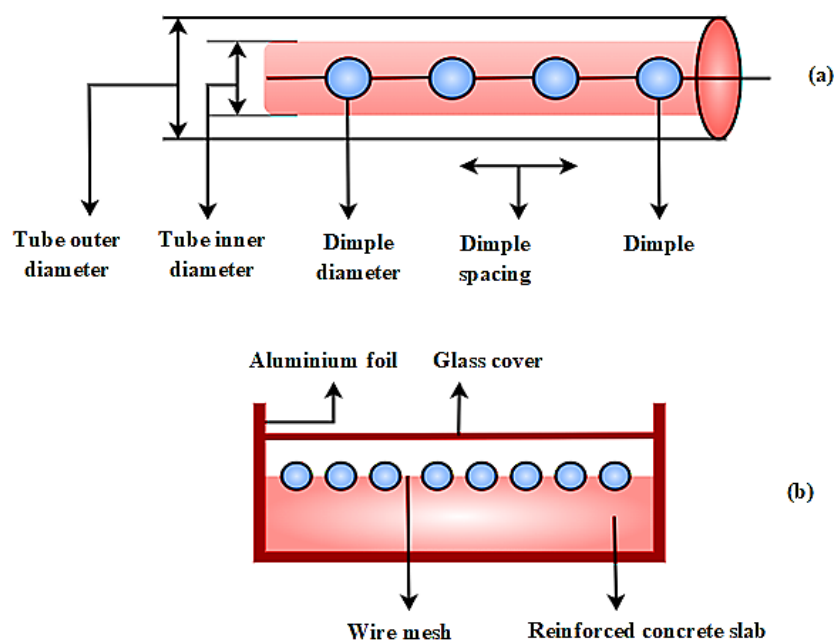 (a)
Tube outer
diameter
Tube inner
diameter
Dimple
diameter
Dimple
spacing
Dimple
Aluminium foil
Glass cover
(b)
Wire mesh
Reinforced concrete slab